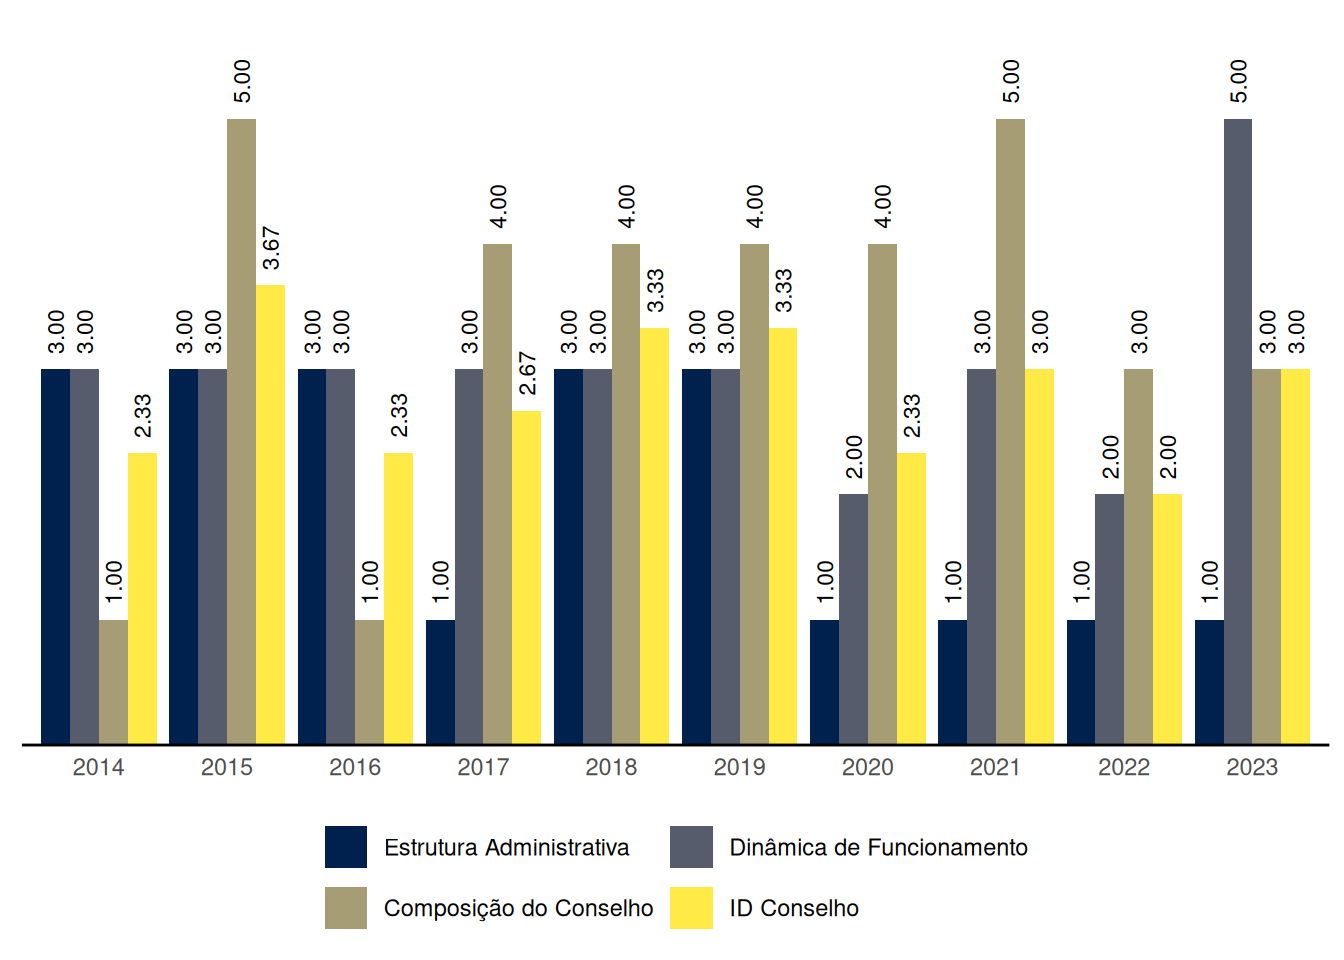 3.00 3.00 1.00 2.33 3.00 3.00 5.00 3.67 3.00 3.00 1.00 2.33 1.00 3.00 4.00 2.67 3.00 3.00 4.00 3.33 3.00 3.00 4.00 3.33 1.00 2.00 4.00 2.33 1.00 3.00 5.00 3.00 1.00 2.00 3.00 2.00 1.00 5.00 3.00 3.00
2014 2015 2016 2017 2018 2019 2020 2021 2022 2023
Estrutura Administrativa Dinâmica de Funcionamento
Composição do Conselho ID Conselho